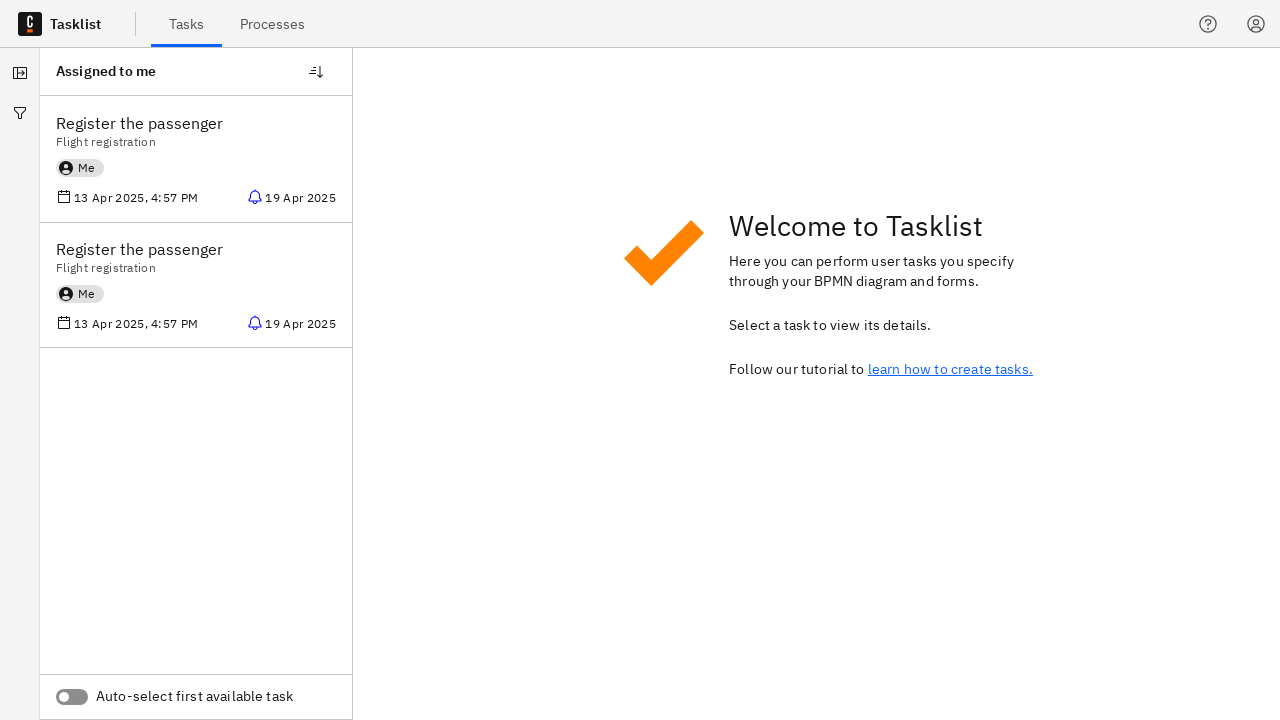 Tasklist
Tasks
Processes
Assigned to me
Register the passenger
Flight registration
Me
13 Apr 2025, 4:57 PM
19 Apr 2025
Register the passenger
Flight registration
Me
13 Apr 2025, 4:57 PM
19 Apr 2025
Auto-select first available task
Welcome to Tasklist
Here you can perform user tasks you specify
through your BPMN diagram and forms.
Select a task to view its details.
Follow our tutorial to learn how to create tasks.